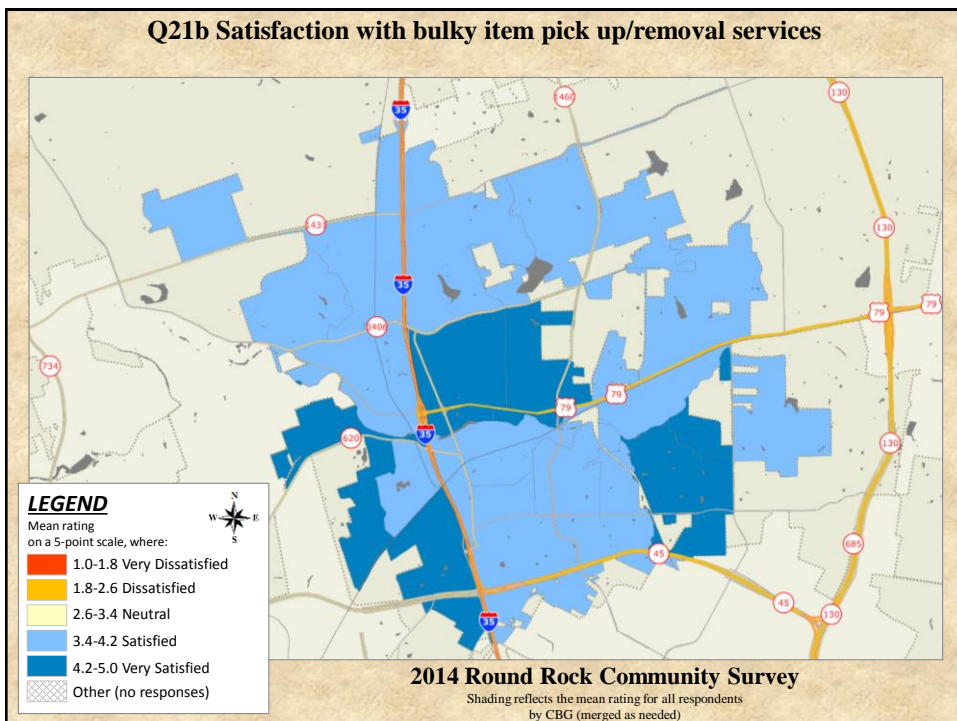 Q21b Satisfaction with bulky item pick up/removal services
35
1460
130
1431
130
35
79
79
3406
734
79
79
35
620
130
685
45
45
130
35
LEGEND
N
W E
S
Mean rating
on a 5-point scale, where:
1.0-1.8 Very Dissatisfied
1.8-2.6 Dissatisfied
2.6-3.4 Neutral
3.4-4.2 Satisfied
4.2-5.0 Very Satisfied
Other (no responses)
2014 Round Rock Community Survey
Shading reflects the mean rating for all respondents
by CBG (merged as needed)